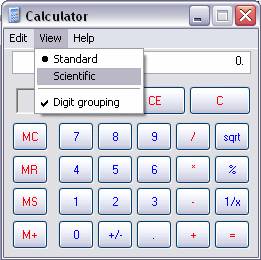 Calculator
Edit View Help
Standard
0.
Scientific
Digit grouping
CE C
MC 7 8 9 / sqrt
MR 4 5 6 * %
MS 1 2 3 - 1/x
M+ 0 +/- . + =